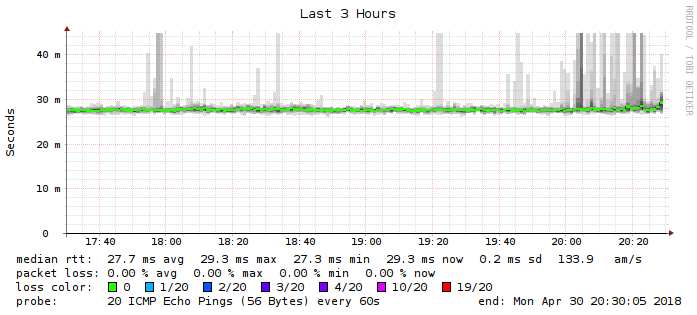 Last 3 Hours
RRDTOOL / TOBI OETIKER
Seconds
40 m
30 m
20 m
10 m
0
17:40 18:00 18:20 18:40 19:00 19:20 19:40 20:00 20:20
median rtt: 27.7 ms avg 29.3 ms max 27.3 ms min 29.3 ms now 0.2 ms sd 133.9 am/s
packet loss: 0.00 % avg 0.00 % max 0.00 % min 0.00 % now
loss color: 0 1/20 2/20 3/20 4/20 10/20 19/20
probe: 20 ICMP Echo Pings (56 Bytes) every 60s end: Mon Apr 30 20:30:05 2018